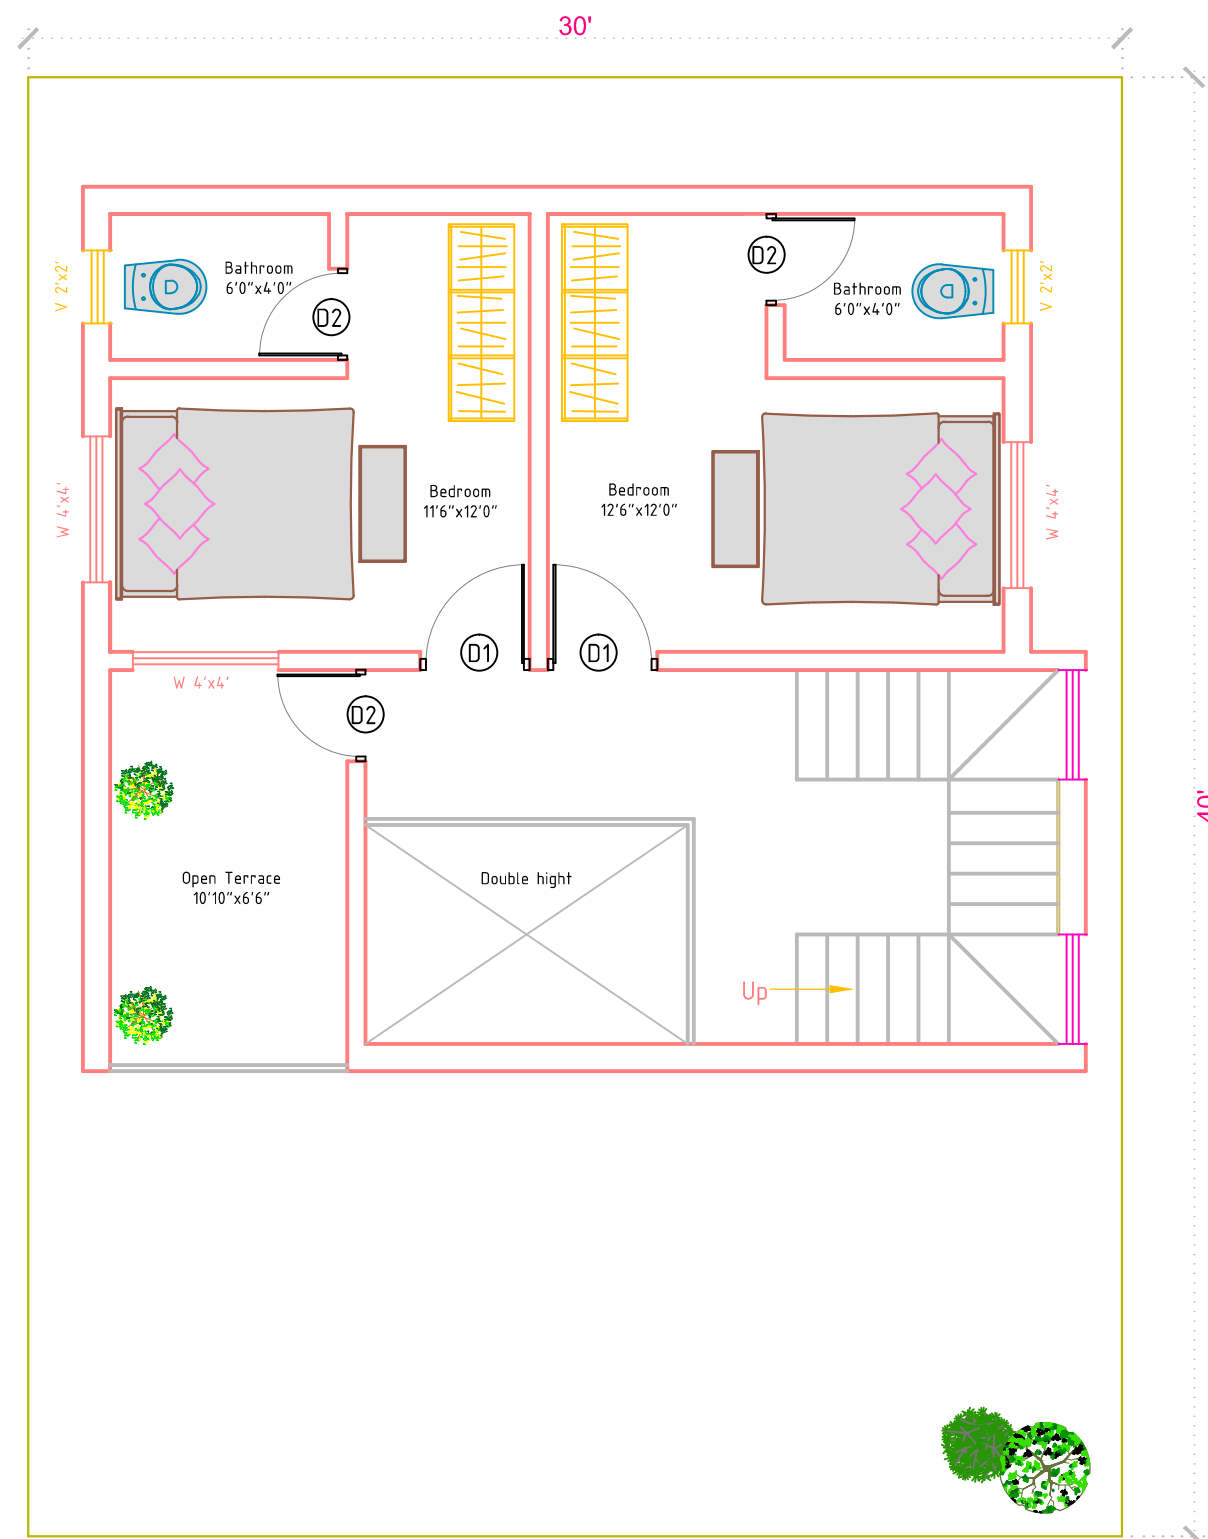 30'
40'
V 2'x2'
Bathroom
6'0"x4'0"
D2
D2
Bathroom
6'0"x4'0"
V 2'x2'
W 4'x4'
Bedroom
11'6"x12'0"
Bedroom
12'6"x12'0"
W 4'x4'
D1
D1
W 4'x4'
D2
Open Terrace
10'10"x6'6"
Double hight
Up